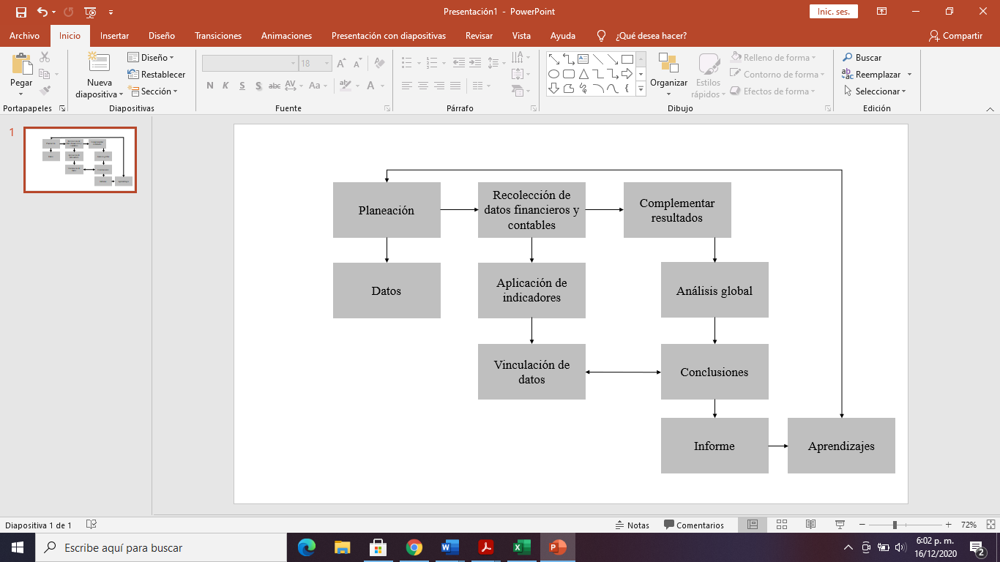 Presentación1 - PowerPoint
Inic. ses.
Archivo Inicio Insertar Diseño Transiciones Animaciones Presentación con diapositivas Revisar Vista Ayuda ¿Qué desea hacer? Compartir
Pegar
Nueva
diapositiva
Diseño
Restablecer
Sección
18
N K S S abc AV Aa A
Organizar
Estilos
rápidos
Relleno de forma
Contorno de forma
Efectos de forma
Buscar
Reemplazar
Seleccionar
Portapapeles Diapositivas Fuente Párrafo Dibujo Edición
1
Planeación
Recolección de
datos financieros y
contables
Complementar
resultados
Datos
Aplicación de
indicadores
Análisis global
Vinculación de
datos
Conclusiones
Informe
Aprendizajes
Diapositiva 1 de 1 Notas Comentarios 72%
Escribe aquí para buscar
6:02 p. m.
16/12/2020
2